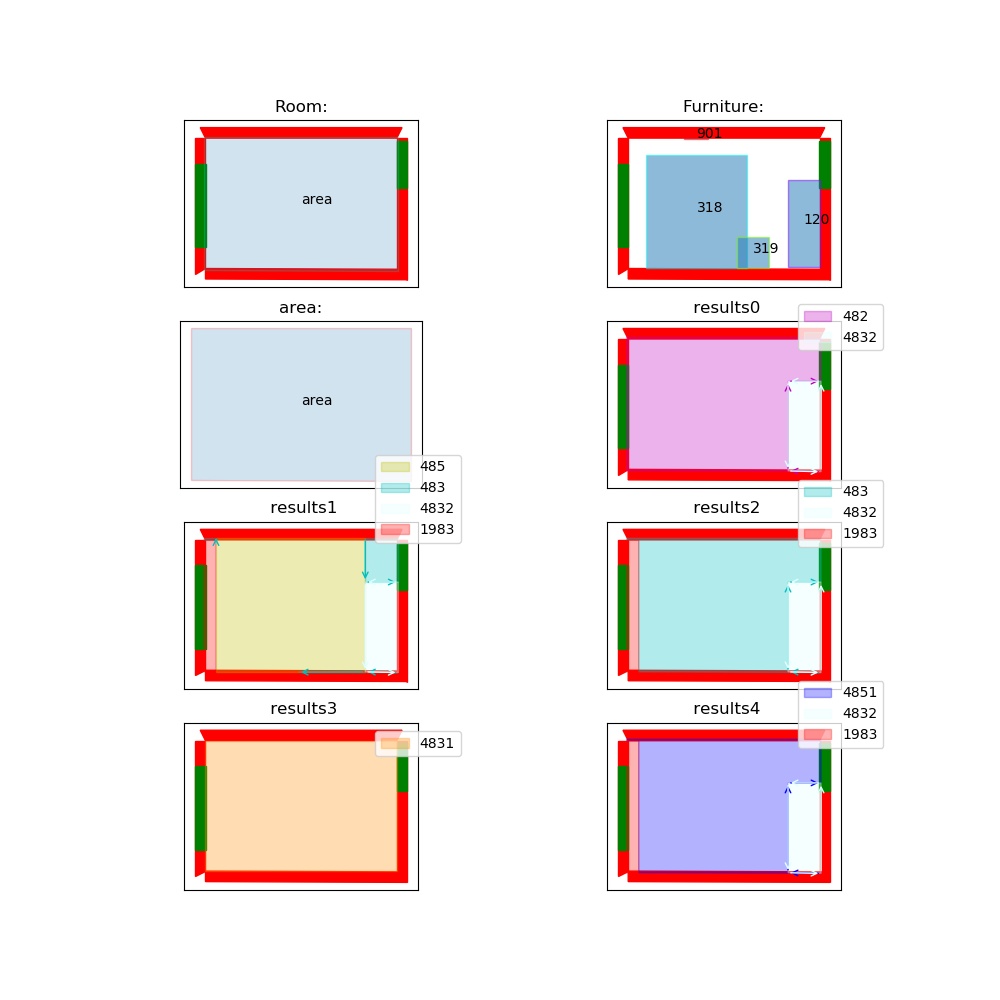 Room:
area
Furniture:
901
318
120
319
area:
area
results0
482
4832
results1
485
483
4832
1983
results2
483
4832
1983
results3
4831
results4
4851
4832
1983